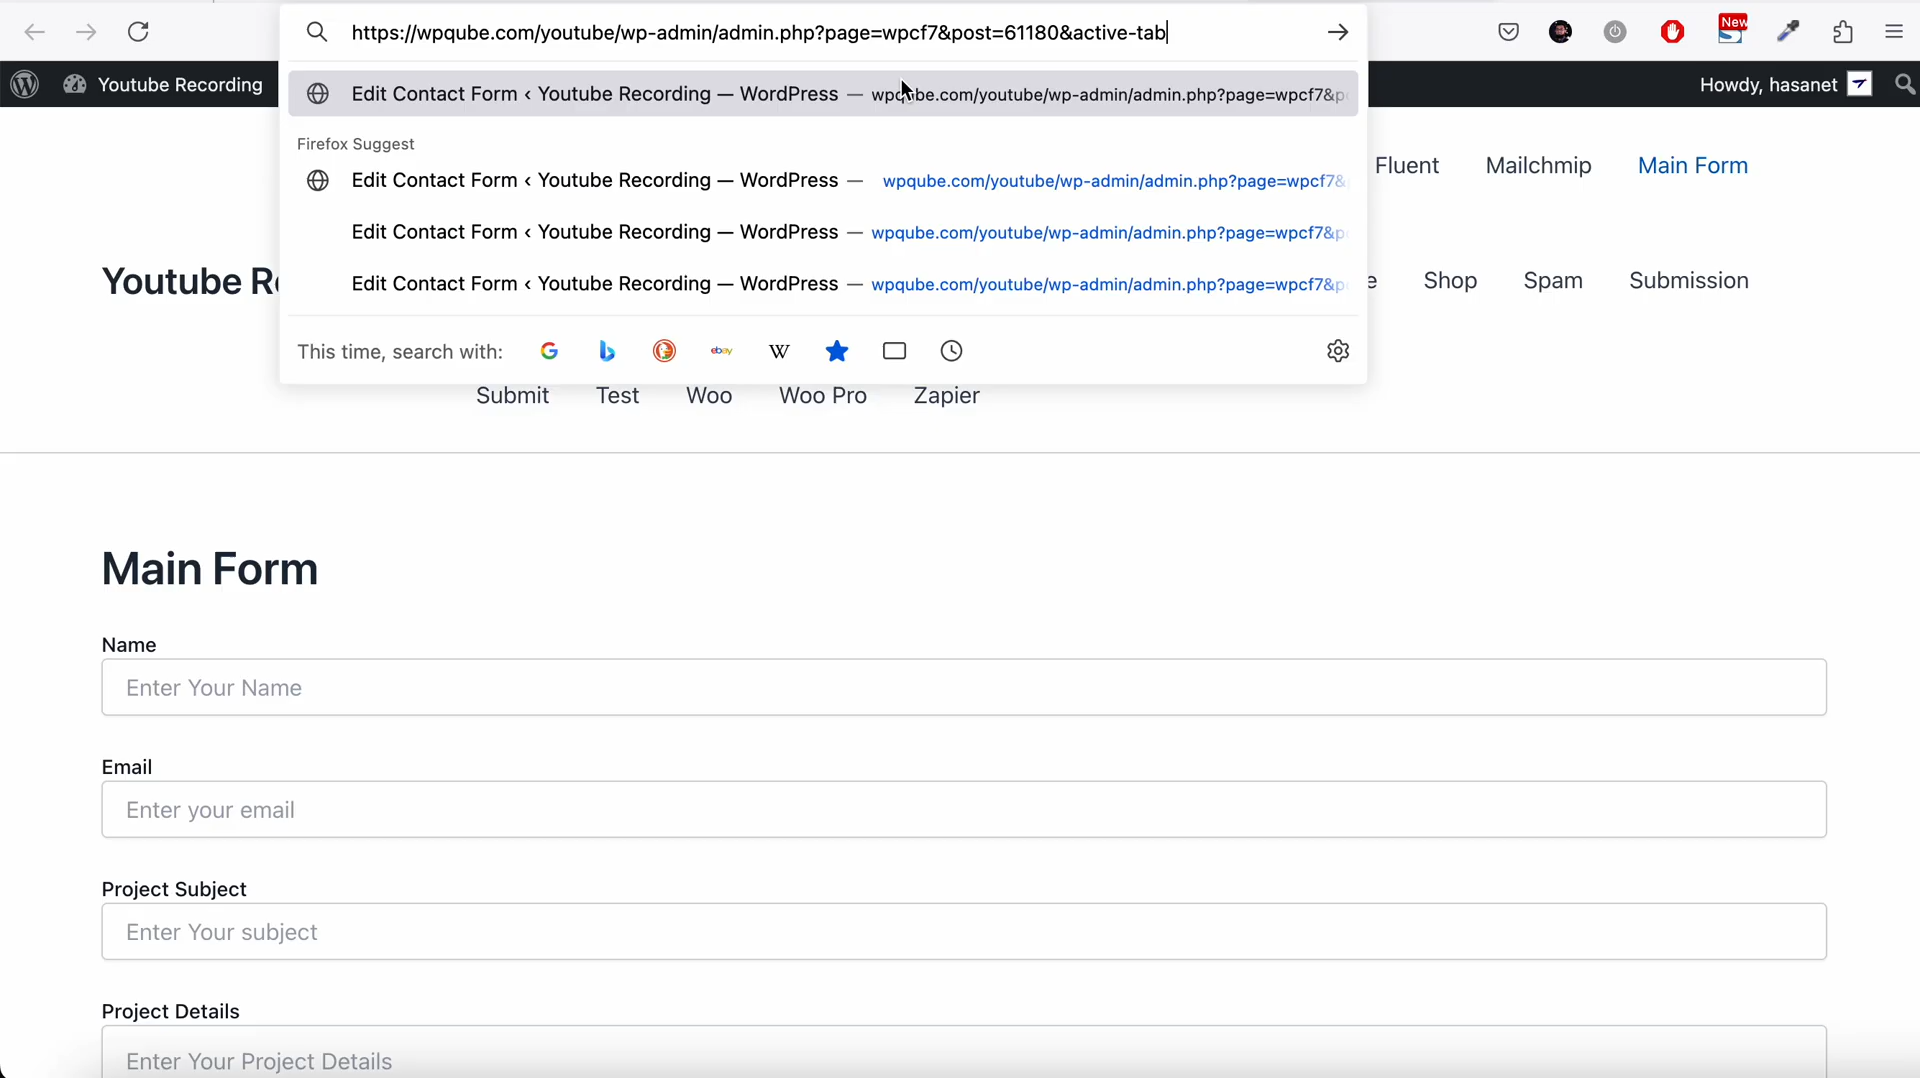 https://wpqube.com/youtube/wp-admin/admin.php?page=wpcf7&post=61180&active-tab
New
Youtube Recording
Edit Contact Form ‹ Youtube Recording — WordPress — wpqube.com/youtube/wp-admin/admin.php?page=wpcf7&p
Howdy, hasanet
Firefox Suggest
Fluent Mailchmip Main Form
Edit Contact Form ‹ Youtube Recording — WordPress — wpqube.com/youtube/wp-admin/admin.php?page=wpcf7&
Edit Contact Form ‹ Youtube Recording — WordPress — wpqube.com/youtube/wp-admin/admin.php?page=wpcf7&p
Youtube Re
Edit Contact Form ‹ Youtube Recording — WordPress — wpqube.com/youtube/wp-admin/admin.php?page=wpcf7&p
e Shop Spam Submission
This time, search with: G ebay W
Submit Test Woo Woo Pro Zapier
Main Form
Name
Enter Your Name
Email
Enter your email
Project Subject
Enter Your subject
Project Details
Enter Your Project Details